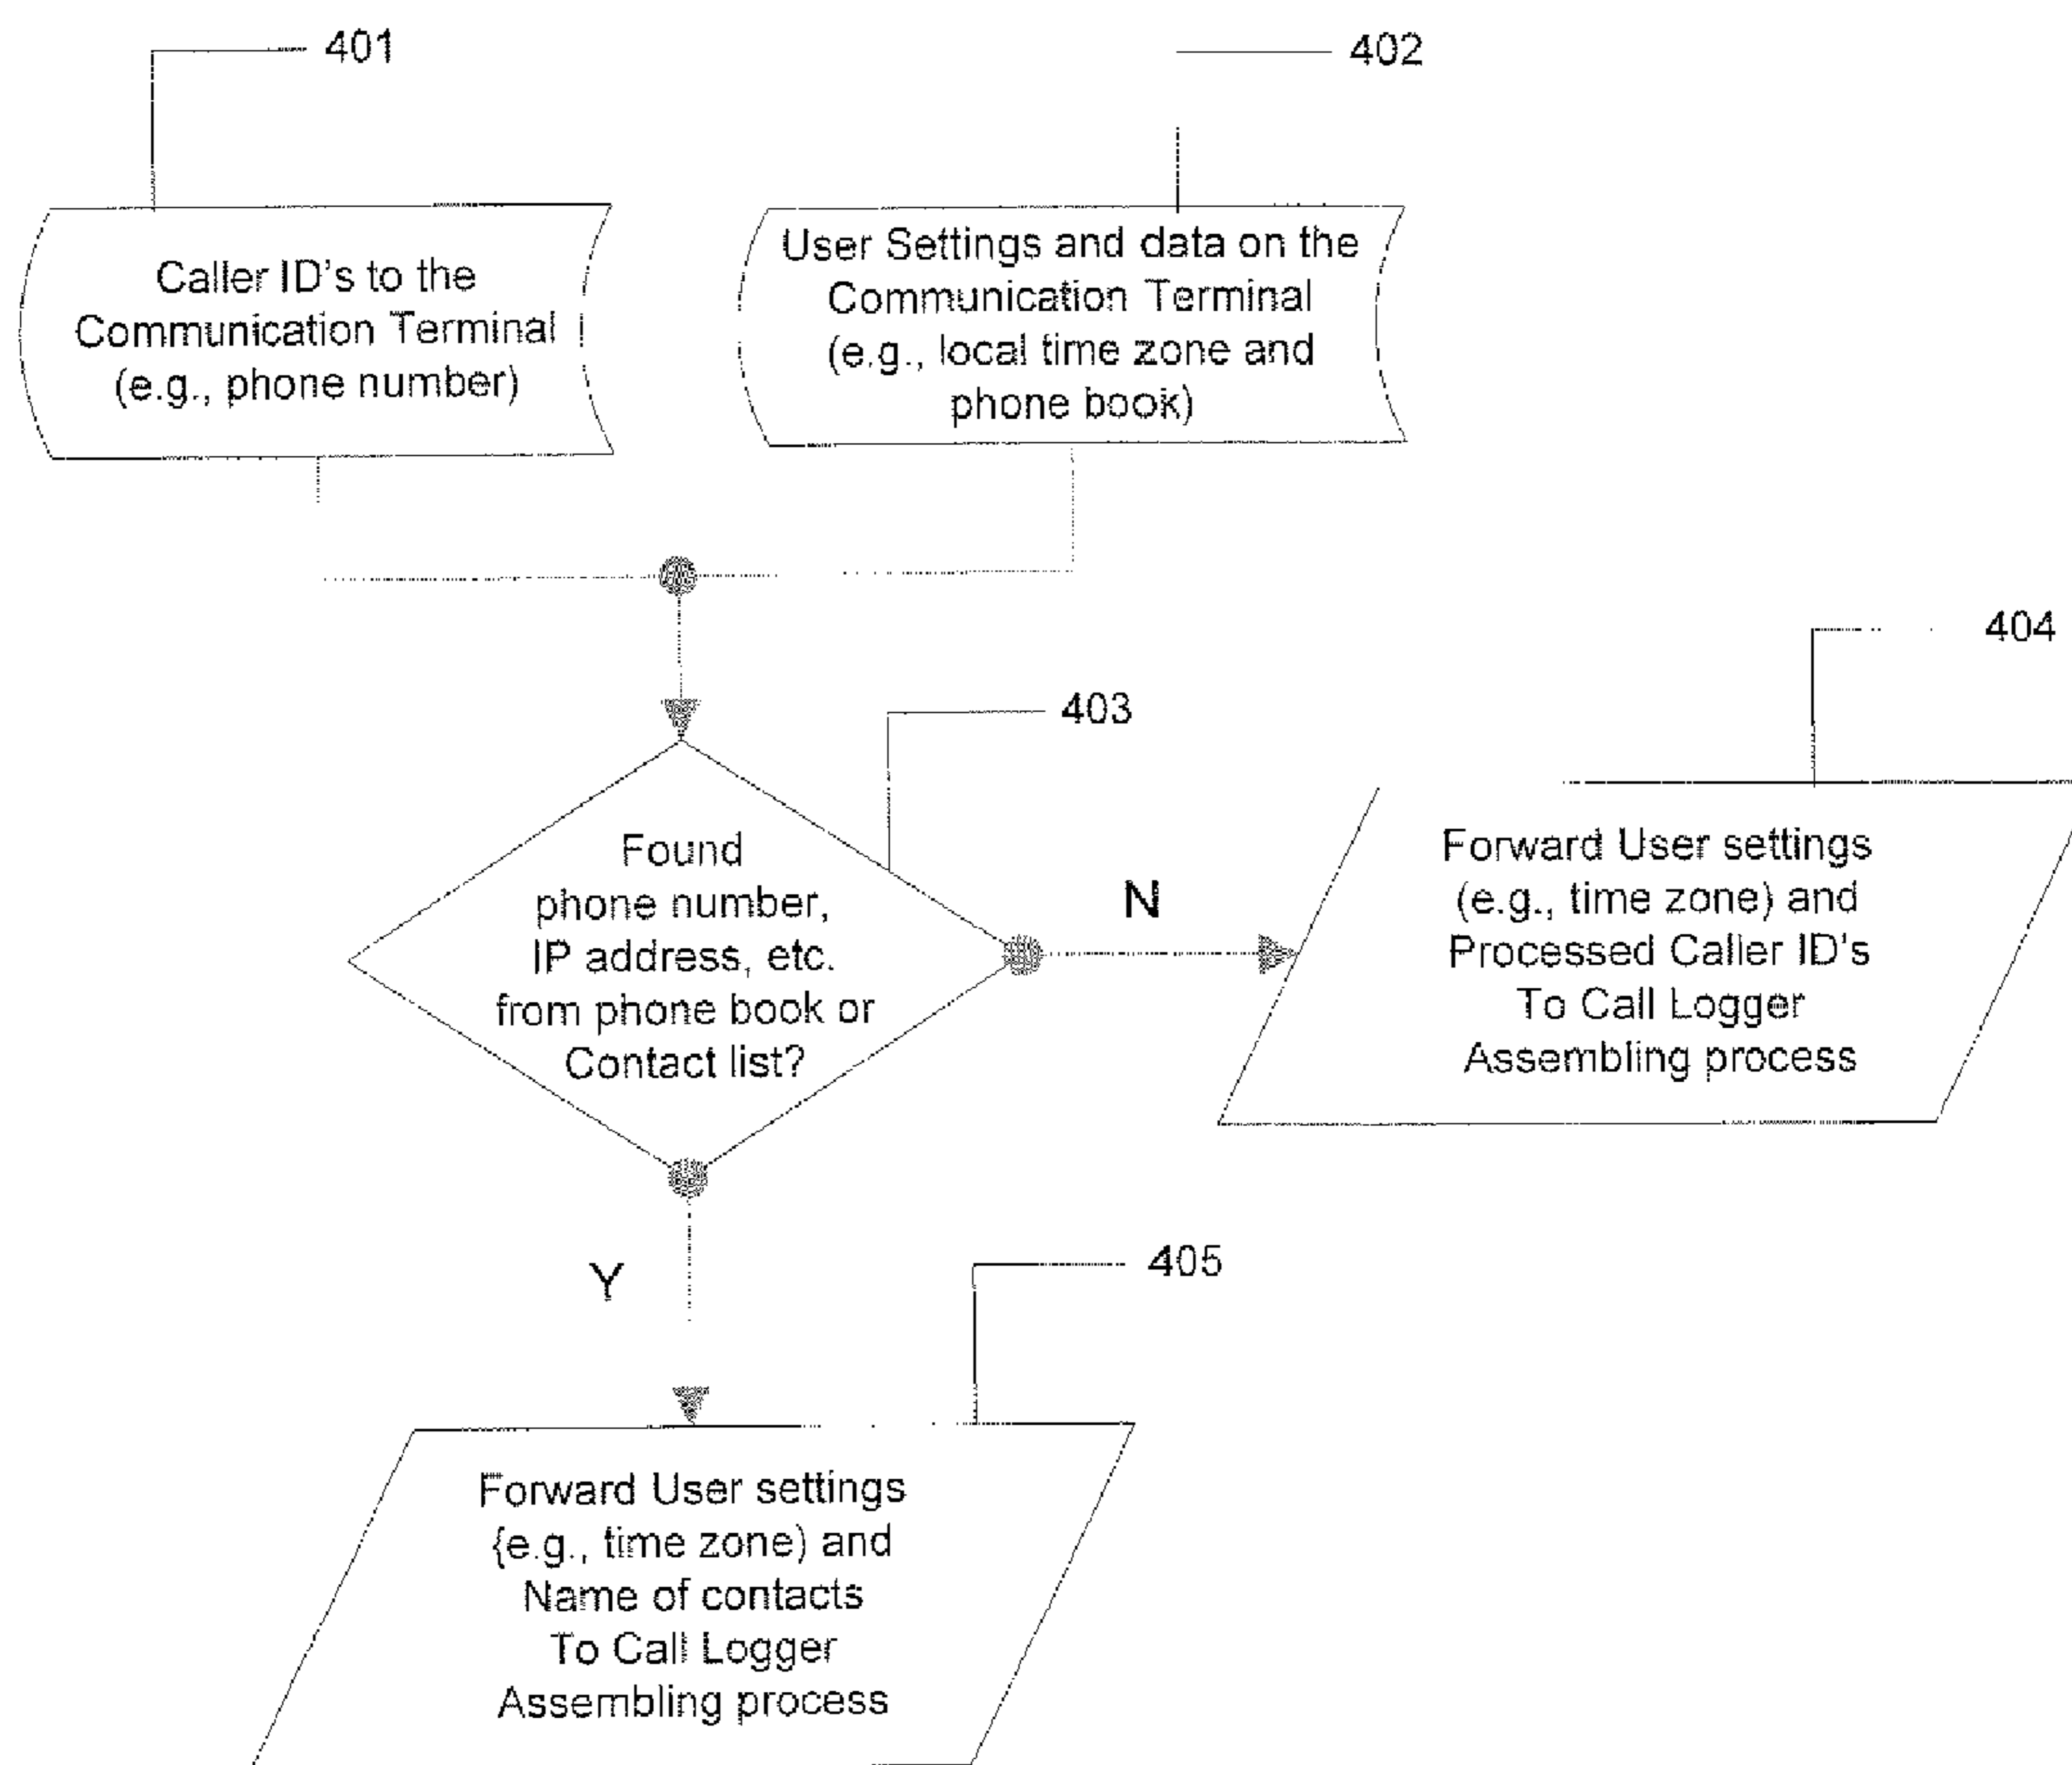 401
402
Caller ID's to the
Communication Terminal
(e.g., phone number)
User Settings and data on the
Communication Terminal
(e.g., local time zone and
phone book)
403
404
Found
phone number,
IP address, etc.
from phone book or
Contact list?
N
Forward User settings
(e.g., time zone) and
Processed Caller ID's
To Call Logger
Assembling process
Y
405
Forward User settings
{e.g., time zone) and
Name of contacts
To Call Logger
Assembling process